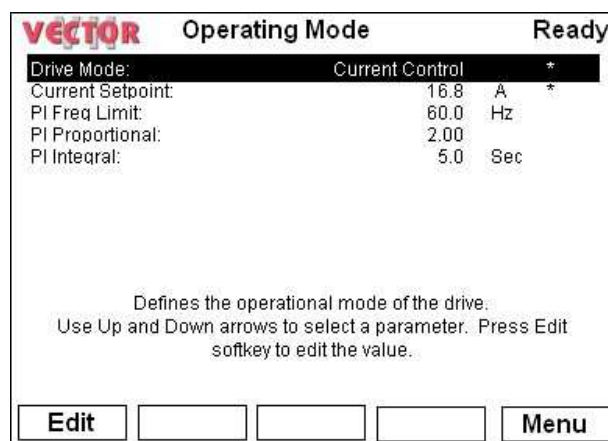 VECTOR Operating Mode Ready
Drive Mode: Current Control *
Current Setpoint: 16.8 A *
PI Freq Limit: 60.0 Hz
PI Proportional: 2.00
PI Integral: 5.0 Sec
Defines the operational mode of the drive.
Use Up and Down arrows to select a parameter. Press Edit
softkey to edit the value.
Edit Menu